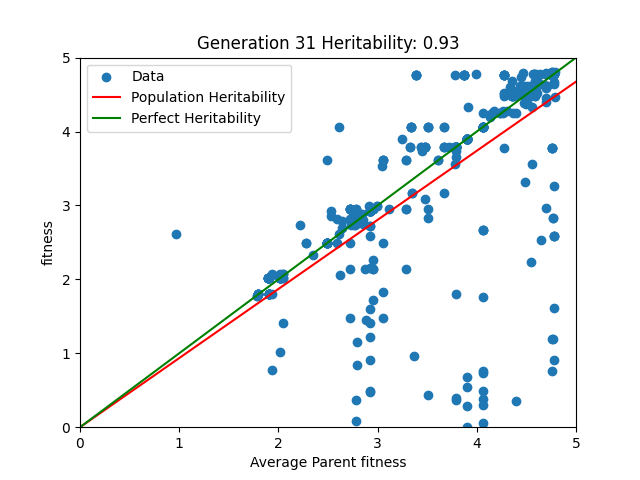 Generation 31 Heritability: 0.93
Data
Population Heritability
Perfect Heritability
fitness
5
4
3
2
1
0
0 1 2 3 4 5
Average Parent fitness